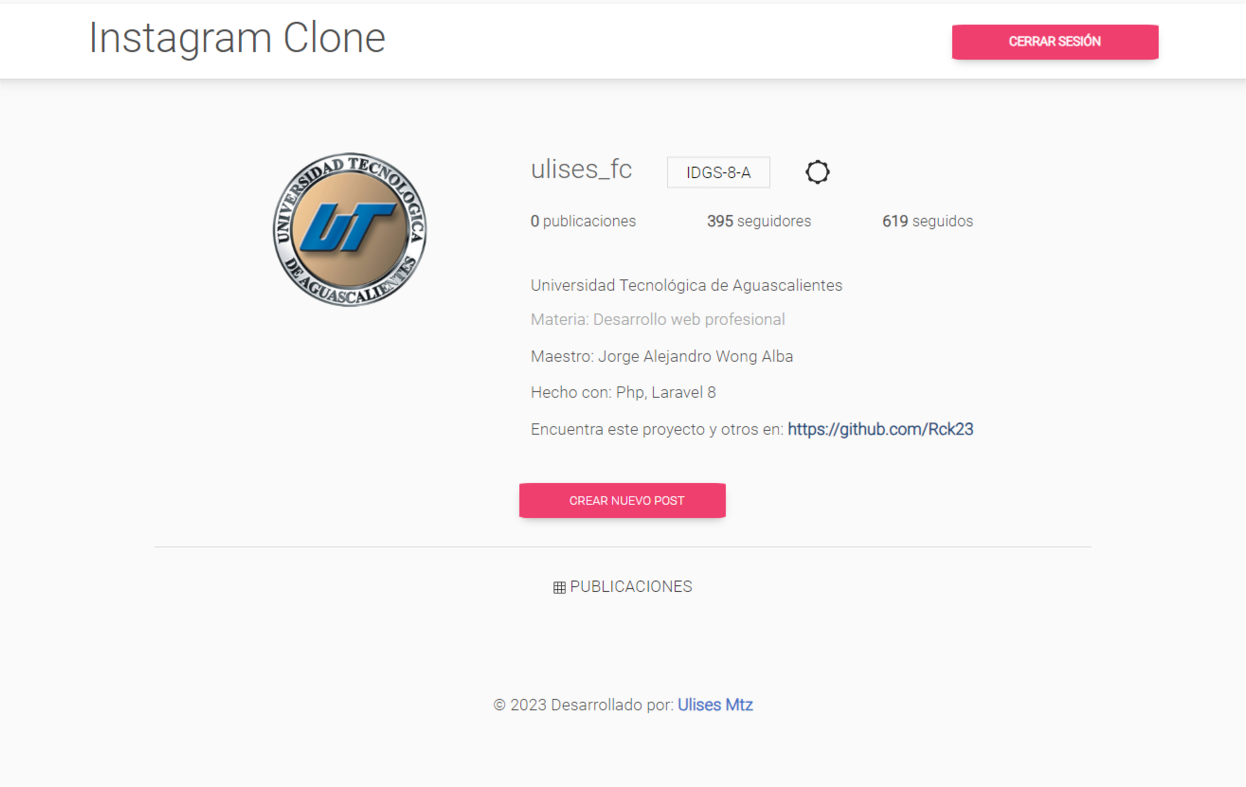 Instagram Clone
CERRAR SESIÓN
UNIVERSIDAD TECNOLOGICA
DE AGUASCALIENTES
UT
ulises_fc
IDGS-8-A
0 publicaciones
395 seguidores
619 seguidos
Universidad Tecnológica de Aguascalientes
Materia: Desarrollo web profesional
Maestro: Jorge Alejandro Wong Alba
Hecho con: Php, Laravel 8
Encuentra este proyecto y otros en: https://github.com/Rck23
CREAR NUEVO POST
PUBLICACIONES
© 2023 Desarrollado por: Ulises Mtz